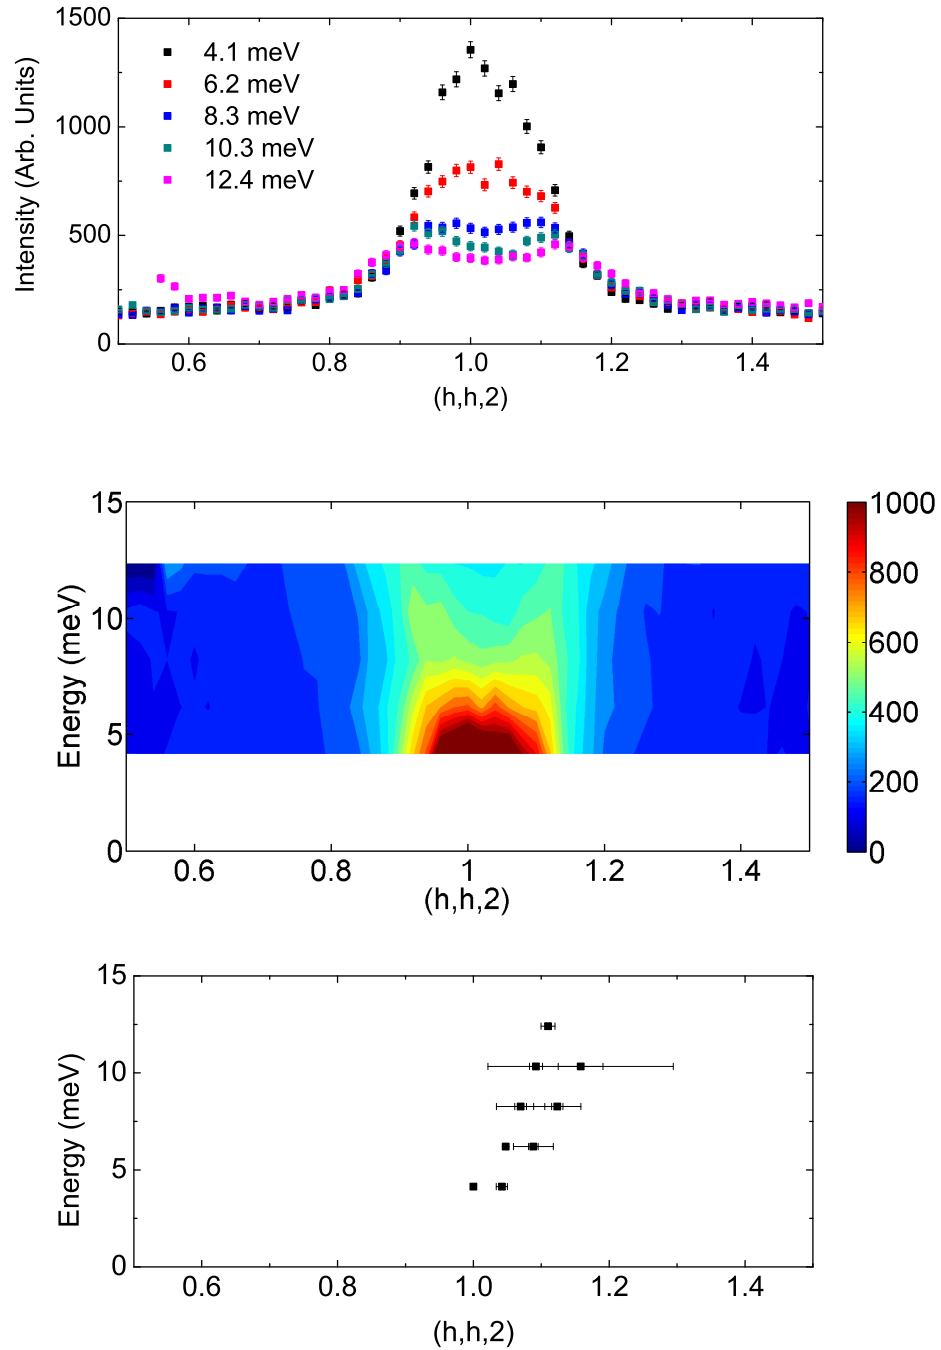 1500
1000
500
0
Intensity (Arb. Units)
4.1 meV
6.2 meV
8.3 meV
10.3 meV
12.4 meV
0.6 0.8 1.0 1.2 1.4
(h,h,2)
15
10
5
0
Energy (meV)
0.6 0.8 1 1.2 1.4
(h,h,2)
1000
800
600
400
200
0
15
10
5
0
Energy (meV)
0.6 0.8 1.0 1.2 1.4
(h,h,2)